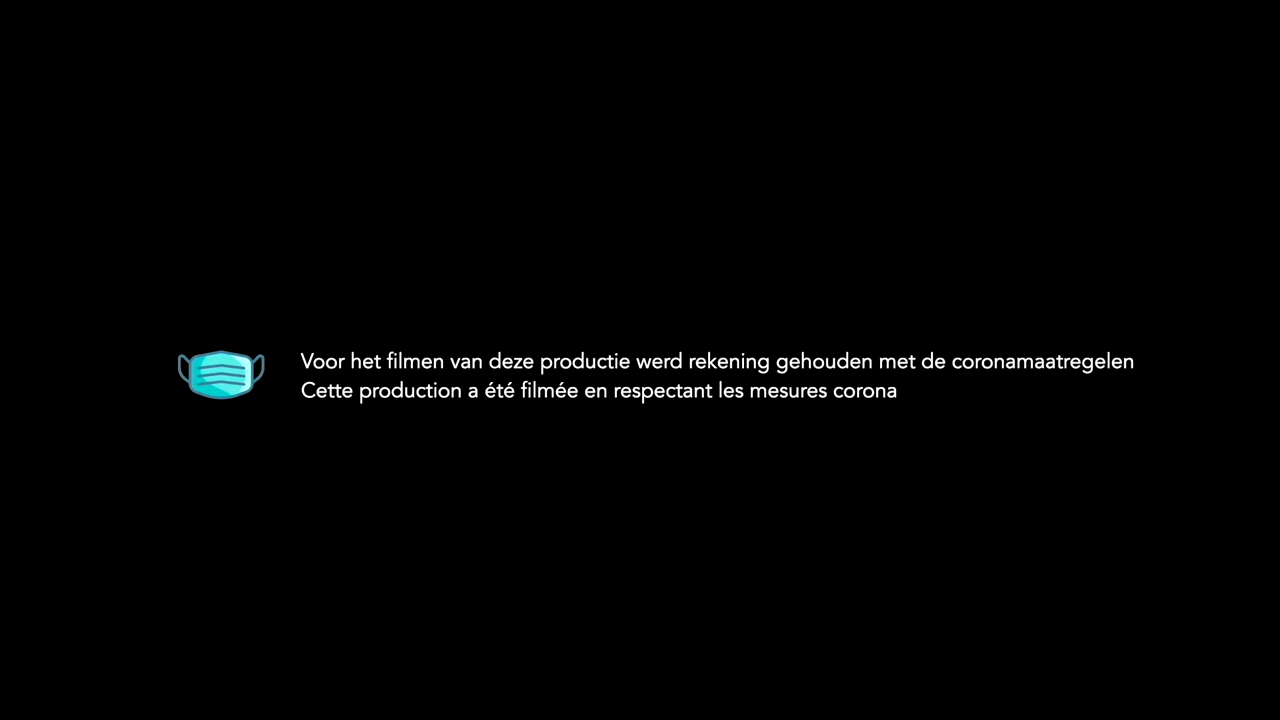 Voor het filmen van deze productie werd rekening gehouden met de coronamaatregelen
Cette production a été filmée en respectant les mesures corona